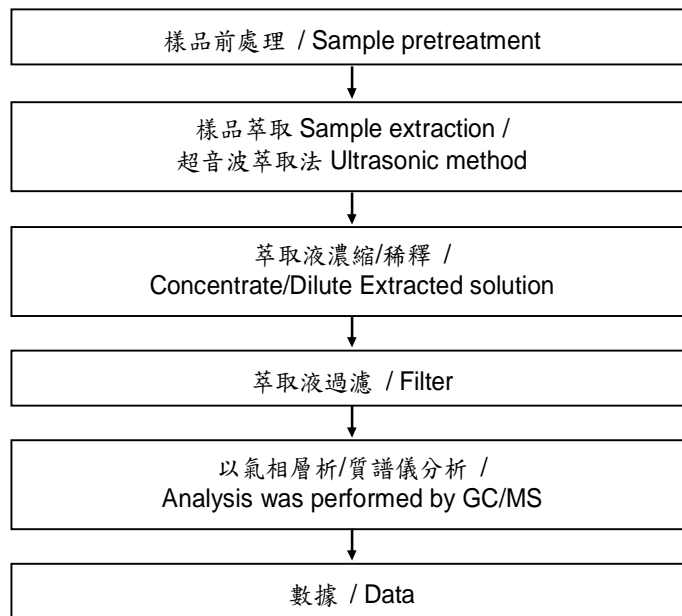 樣品前處理 / Sample pretreatment
樣品萃取 Sample extraction /
超音波萃取法 Ultrasonic method
萃取液濃縮/稀釋 /
Concentrate/Dilute Extracted solution
萃取液過濾 / Filter
以氣相層析/質譜儀分析 /
Analysis was performed by GC/MS
數據 / Data